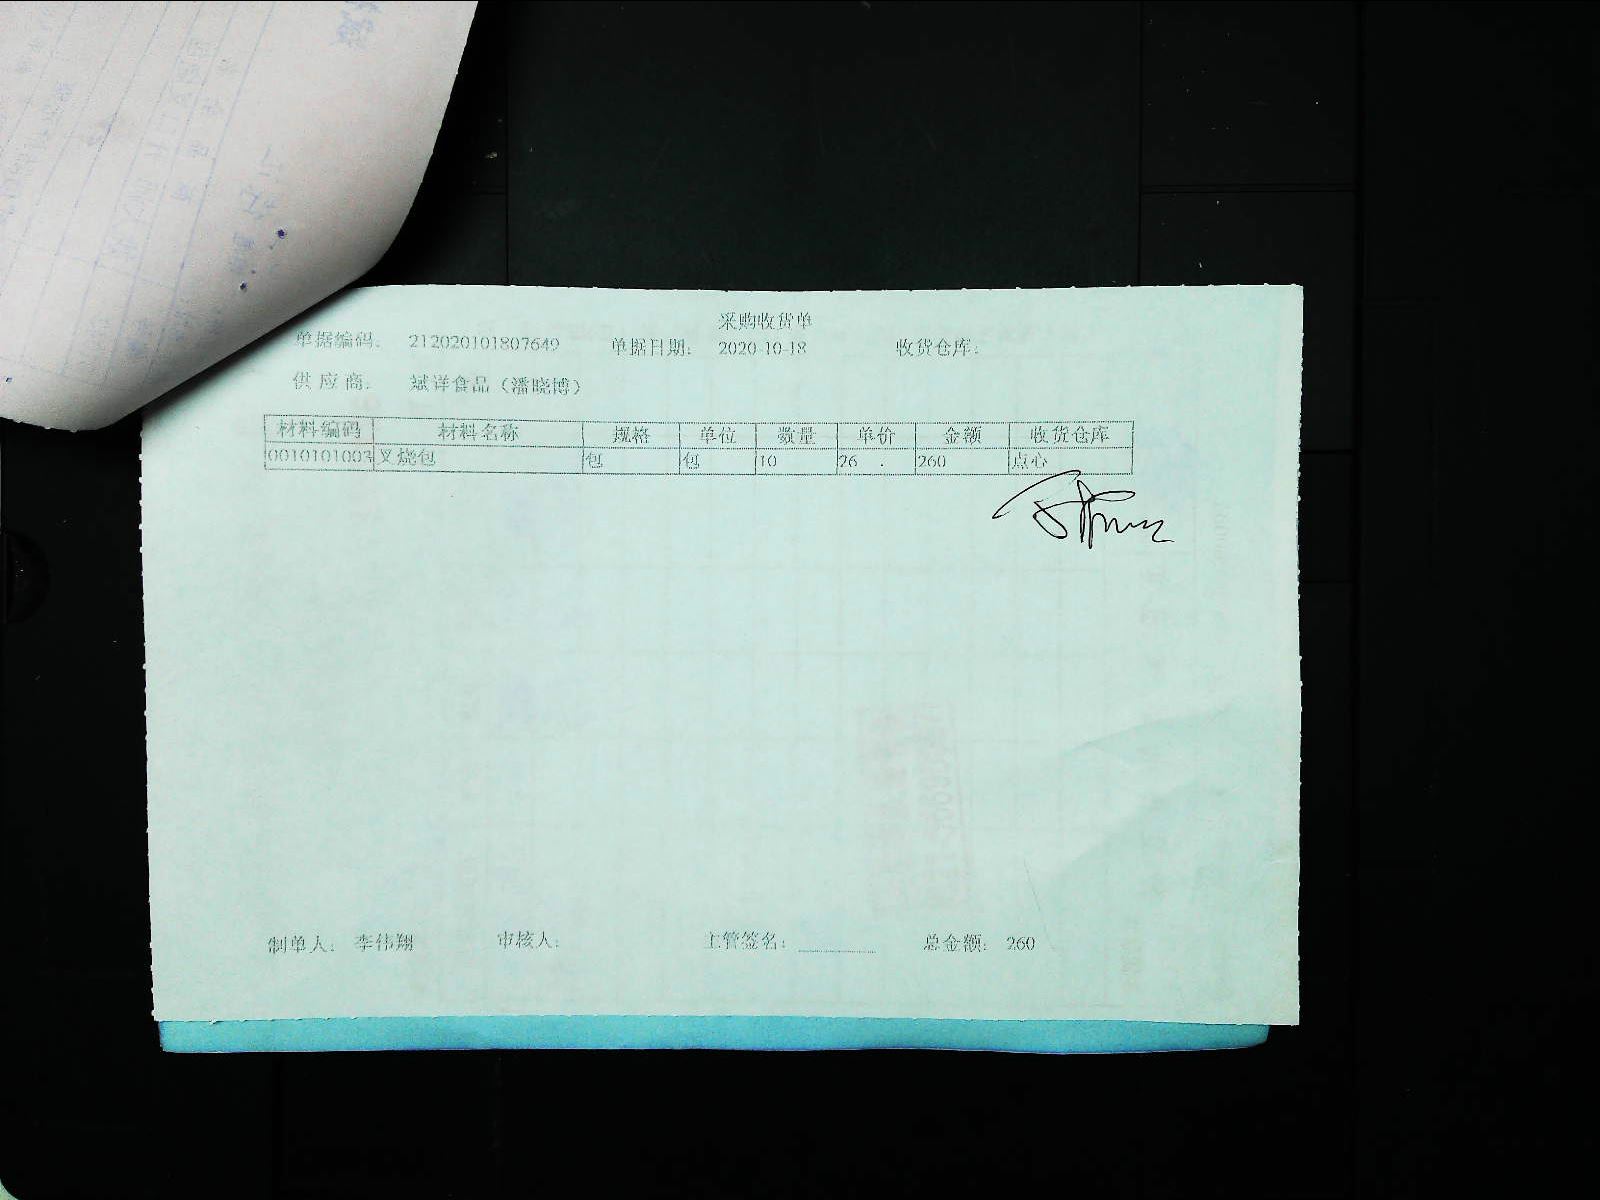 采购收货单
单据编码: 212020101807649 单据日期: 2020-10-18 收货仓库:
供应商: 斌洋食品（潘晓博）
材料编码 材料名称 规格 单位 数量 单价 金额 收货仓库
0010101003 叉烧包 包 包 10 26. 260 点心
制单人: 李伟翔 审核人: 主管签名: 总金额: 260